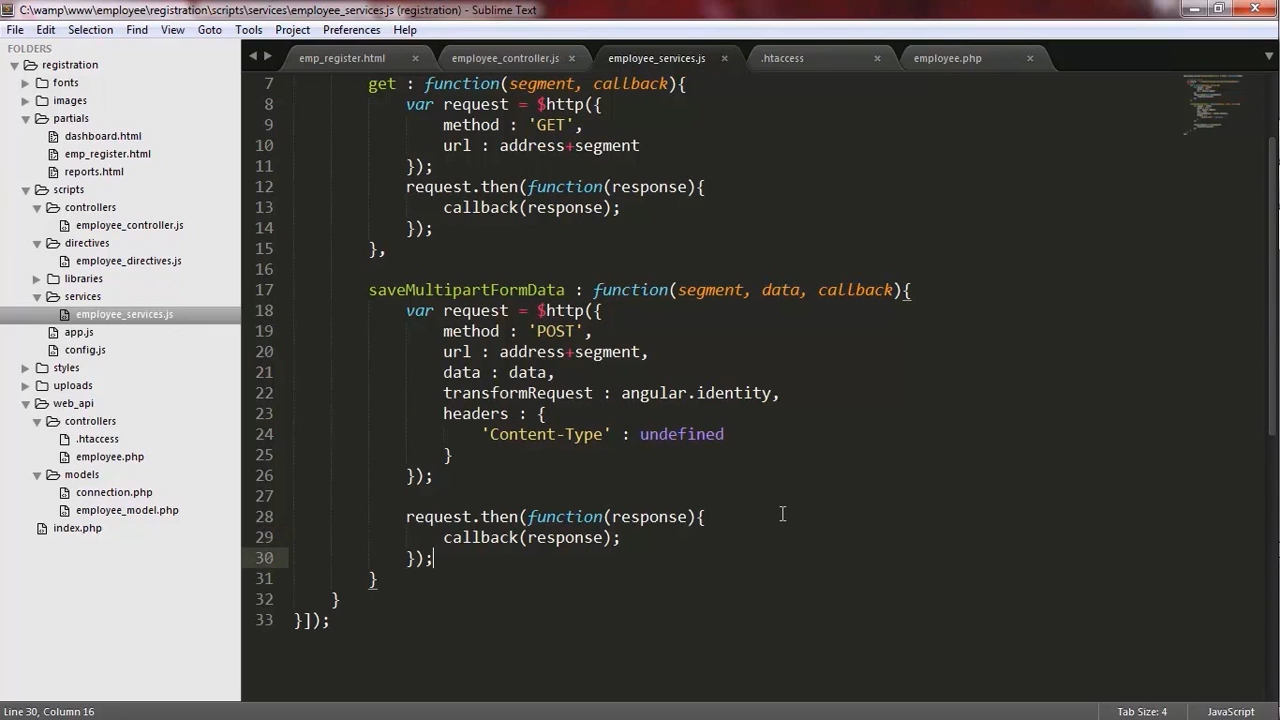 C:\wamp\www\employee\registration\scripts\services\employee_services.js (registration) - Sublime Text
File Edit Selection Find View Goto Tools Project Preferences Help
FOLDERS
registration
fonts
images
partials
dashboard.html
emp_register.html
reports.html
scripts
controllers
employee_controller.js
directives
employee_directives.js
libraries
services
employee_services.js
app.js
config.js
styles
uploads
web_api
controllers
.htaccess
employee.php
models
connection.php
employee_model.php
index.php
emp_register.html employee_controller.js employee_services.js .htaccess employee.php
7 get : function(segment, callback){
8 var request = $http({
9 method : 'GET',
10 url : address+segment
11 });
12 request.then(function(response){
13 callback(response);
14 });
15 },
16
17 saveMultipartFormData : function(segment, data, callback){
18 var request = $http({
19 method : 'POST',
20 url : address+segment,
21 data : data,
22 transformRequest : angular.identity,
23 headers : {
24 'Content-Type' : undefined
25 }
26 });
27
28 request.then(function(response){
29 callback(response);
30 });
31 }
32 }
33 }]);
Line 30, Column 16 Tab Size: 4 JavaScript